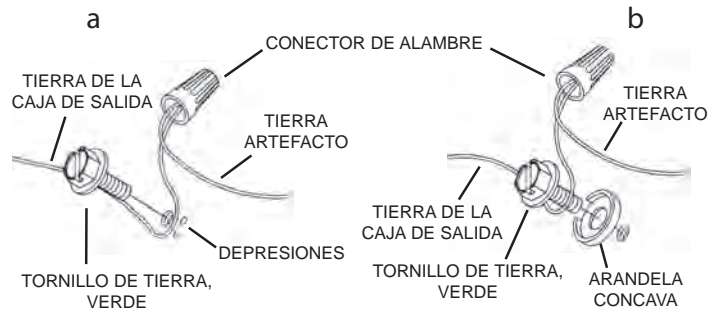 a
b
CONECTOR DE ALAMBRE
TIERRA DE LA
CAJA DE SALIDA
TIERRA
ARTEFACTO
TIERRA
ARTEFACTO
TIERRA DE LA
CAJA DE SALIDA
DEPRESIONES
TORNILLO DE TIERRA,
VERDE
TORNILLO DE TIERRA,
VERDE
ARANDELA
CONCAVA